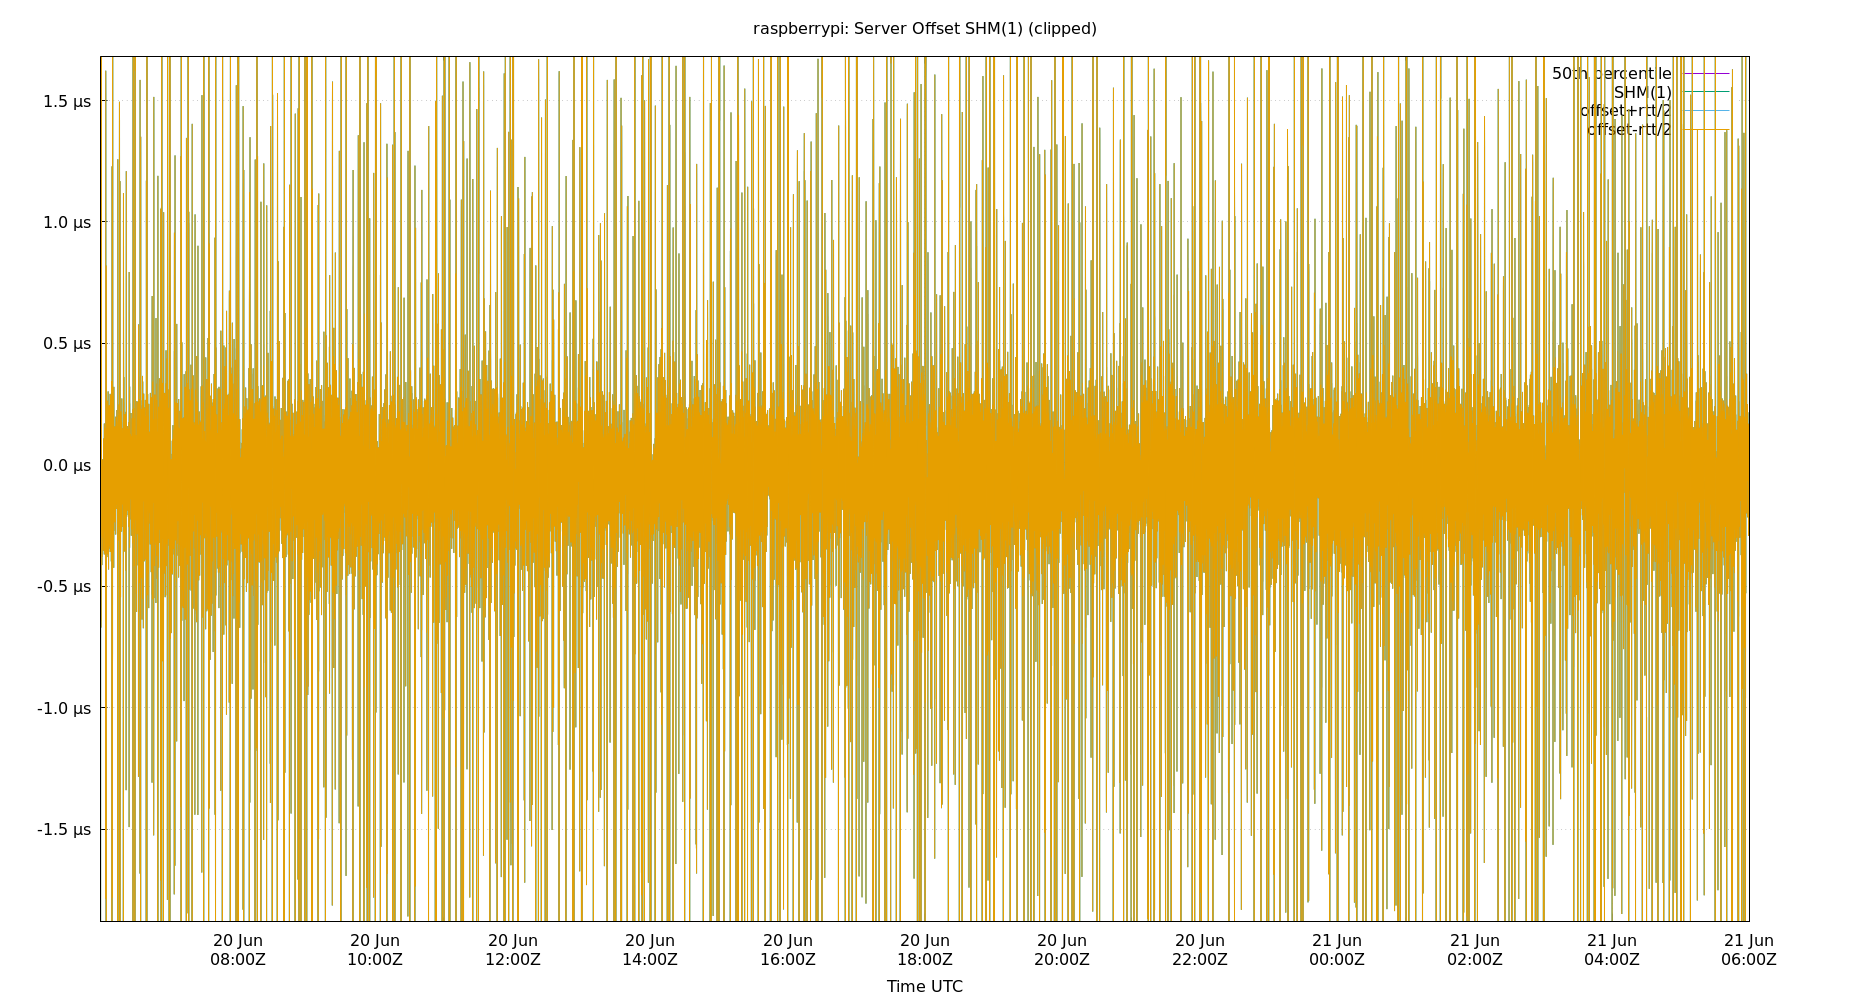 raspberrypi: Server Offset SHM(1) (clipped)
50th percentile
SHM(1)
offset+rtt/2
offset-rtt/2
1.5 µs
1.0 µs
0.5 µs
0.0 µs
-0.5 µs
-1.0 µs
-1.5 µs
20 Jun 20 Jun 20 Jun 20 Jun 20 Jun 20 Jun 20 Jun 20 Jun 21 Jun 21 Jun 21 Jun 21 Jun
08:00Z 10:00Z 12:00Z 14:00Z 16:00Z 18:00Z 20:00Z 22:00Z 00:00Z 02:00Z 04:00Z 06:00Z
Time UTC